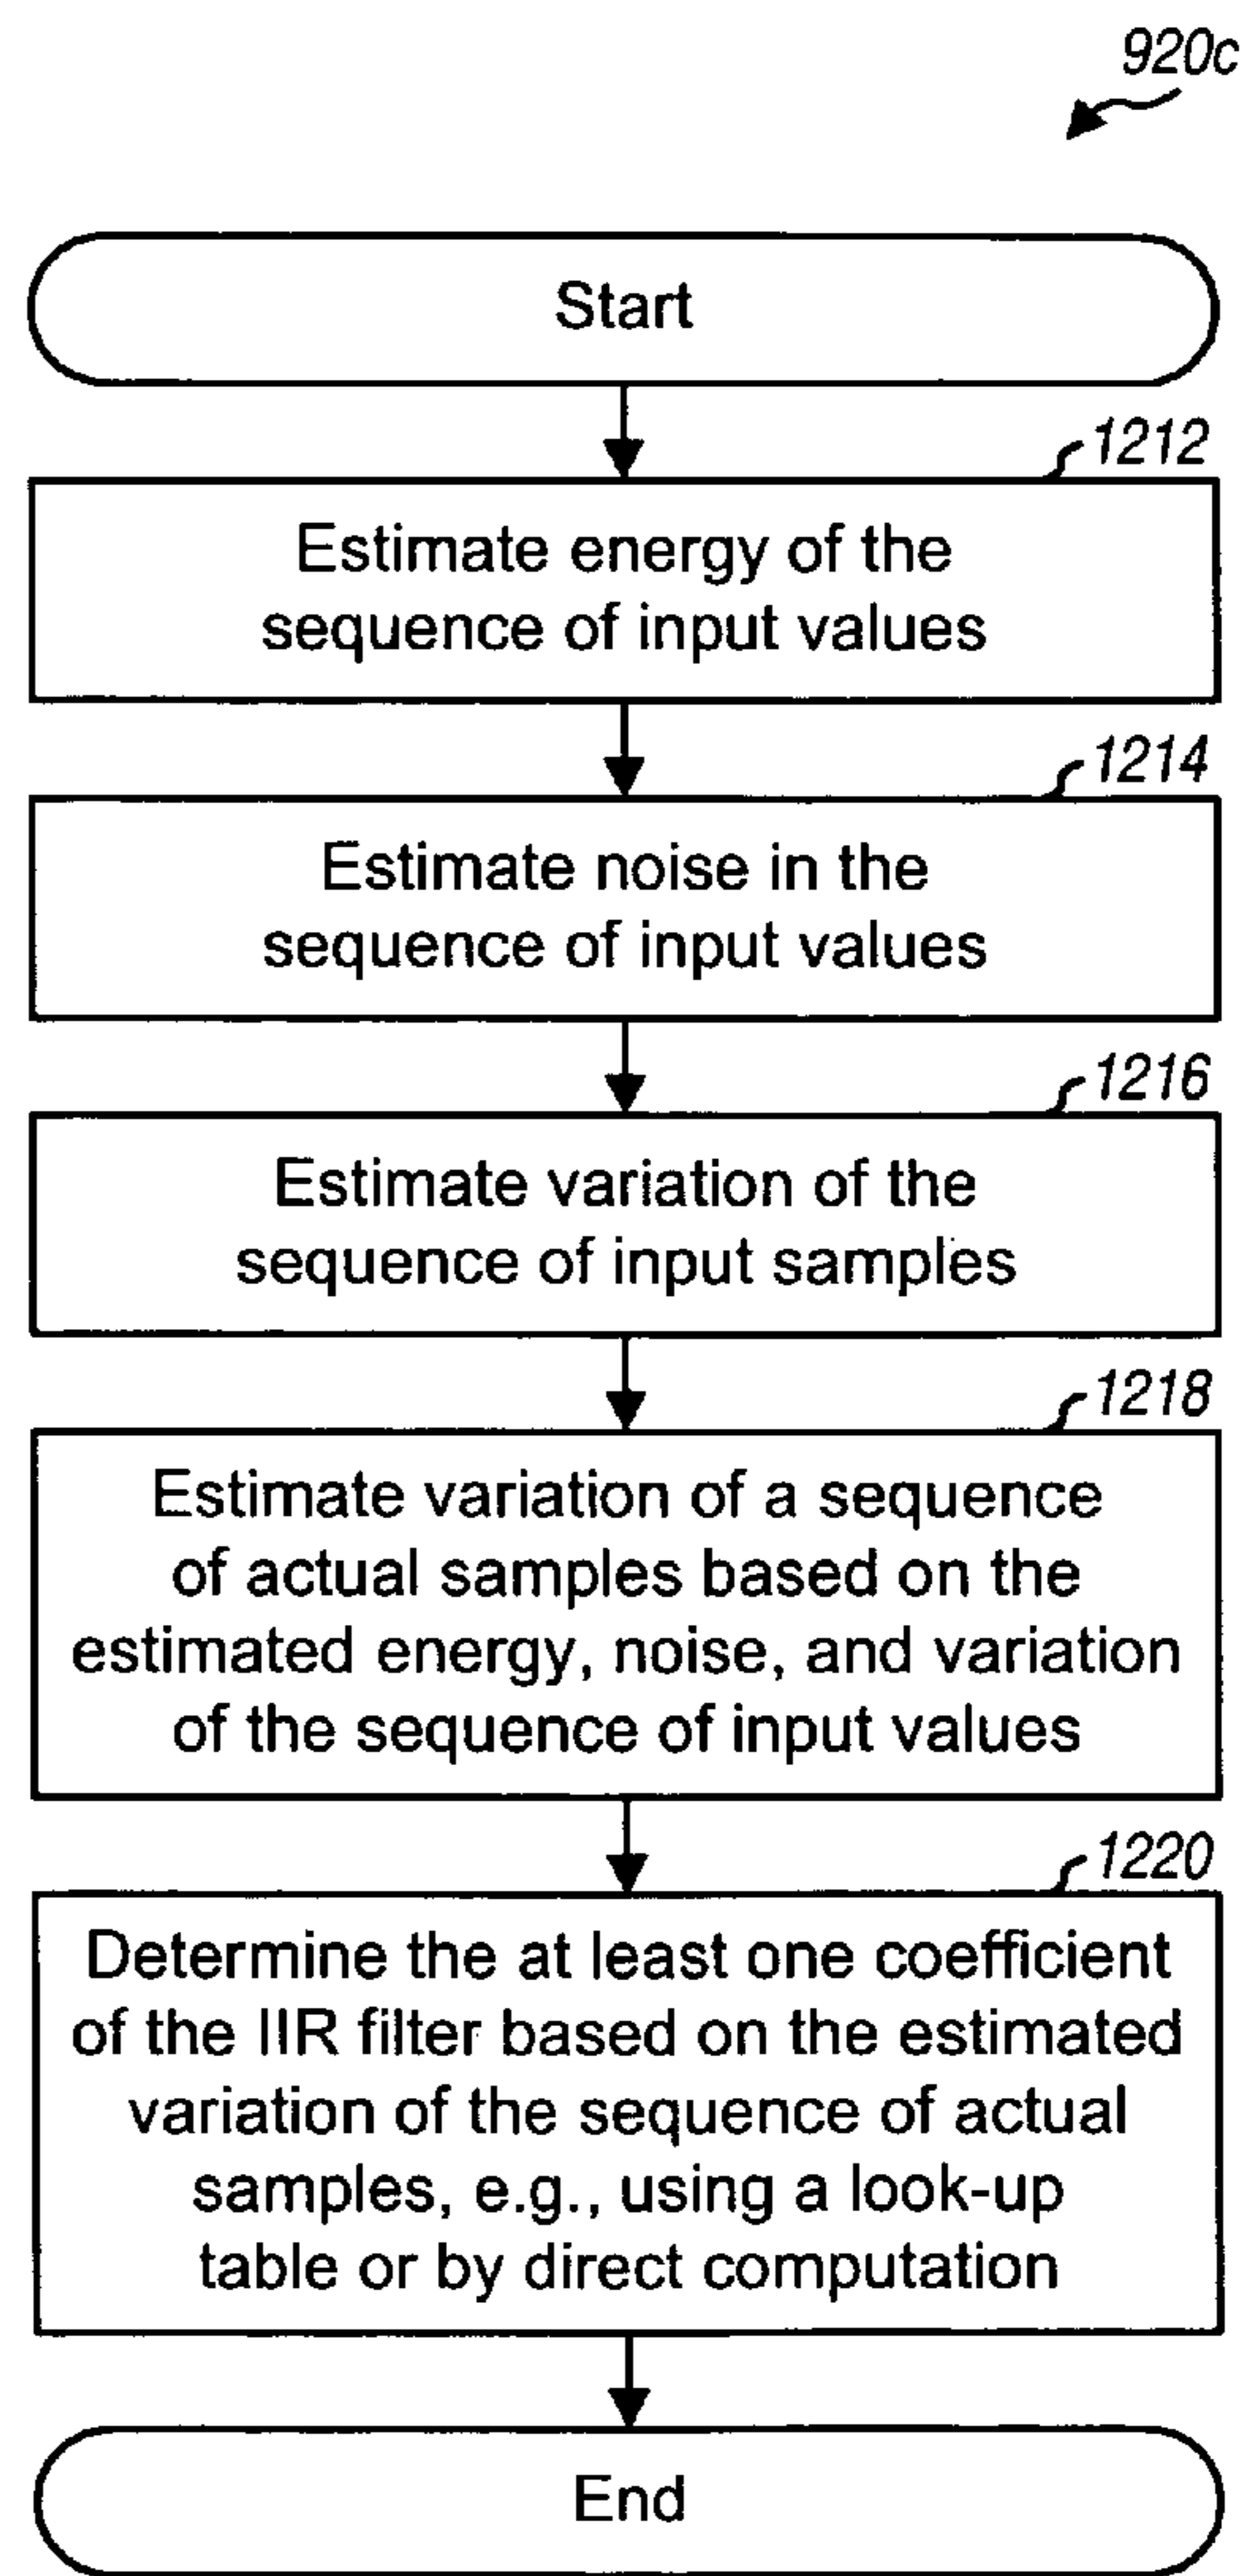 920c
Start
1212
Estimate energy of the
sequence of input values
1214
Estimate noise in the
sequence of input values
1216
Estimate variation of the
sequence of input samples
1218
Estimate variation of a sequence
of actual samples based on the
estimated energy, noise, and variation
of the sequence of input values
1220
Determine the at least one coefficient
of the IIR filter based on the estimated
variation of the sequence of actual
samples, e.g., using a look-up
table or by direct computation
End